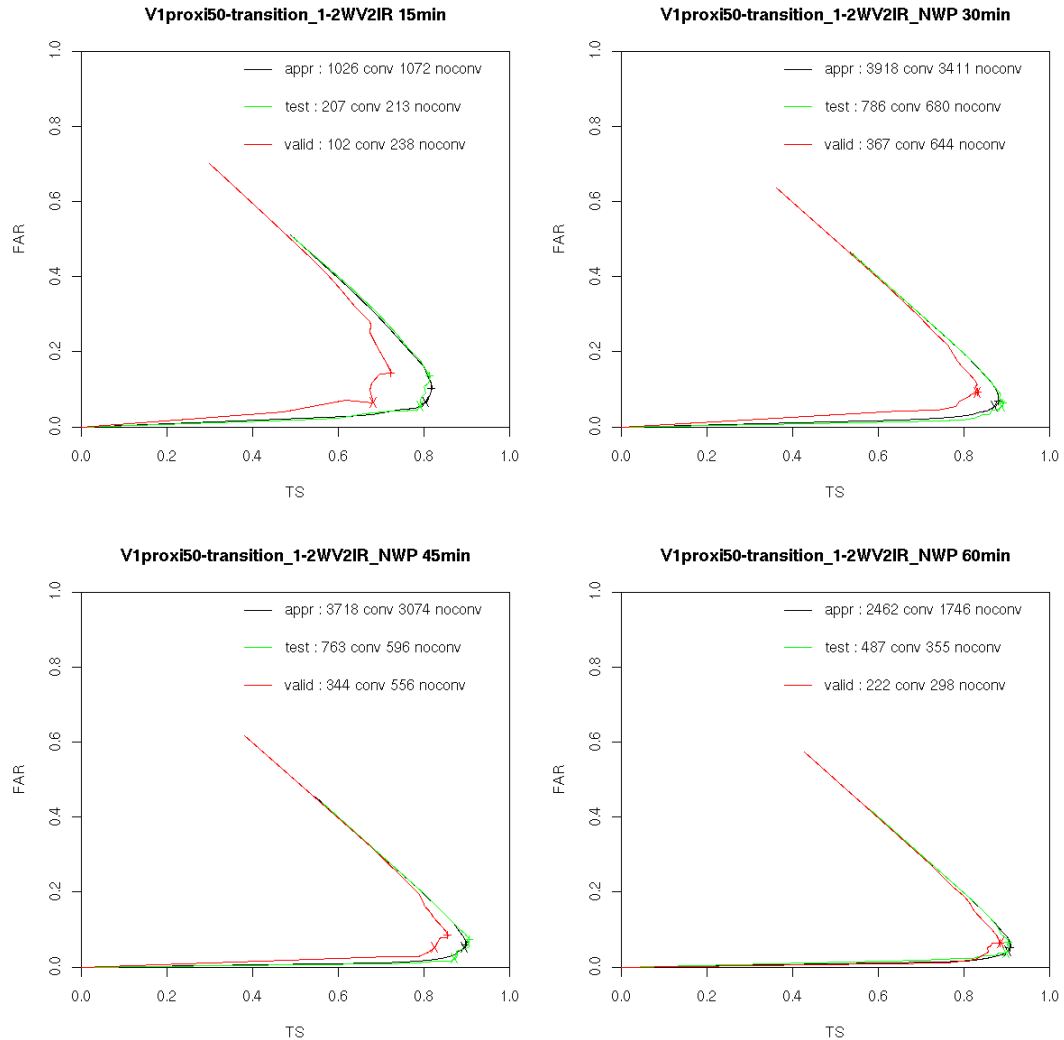 V1proxi50-transition_1-2WV2IR 15min
1.0
0.8
0.6
0.4
0.2
0.0
FAR
appr : 1026 conv 1072 noconv
test : 207 conv 213 noconv
valid : 102 conv 238 noconv
0.0 0.2 0.4 0.6 0.8 1.0
TS
V1proxi50-transition_1-2WV2IR_NWP 30min
1.0
0.8
0.6
0.4
0.2
0.0
FAR
appr : 3918 conv 3411 noconv
test : 786 conv 680 noconv
valid : 367 conv 644 noconv
0.0 0.2 0.4 0.6 0.8 1.0
TS
V1proxi50-transition_1-2WV2IR_NWP 45min
1.0
0.8
0.6
0.4
0.2
0.0
FAR
appr : 3718 conv 3074 noconv
test : 763 conv 596 noconv
valid : 344 conv 556 noconv
0.0 0.2 0.4 0.6 0.8 1.0
TS
V1proxi50-transition_1-2WV2IR_NWP 60min
1.0
0.8
0.6
0.4
0.2
0.0
FAR
appr : 2462 conv 1746 noconv
test : 487 conv 355 noconv
valid : 222 conv 298 noconv
0.0 0.2 0.4 0.6 0.8 1.0
TS